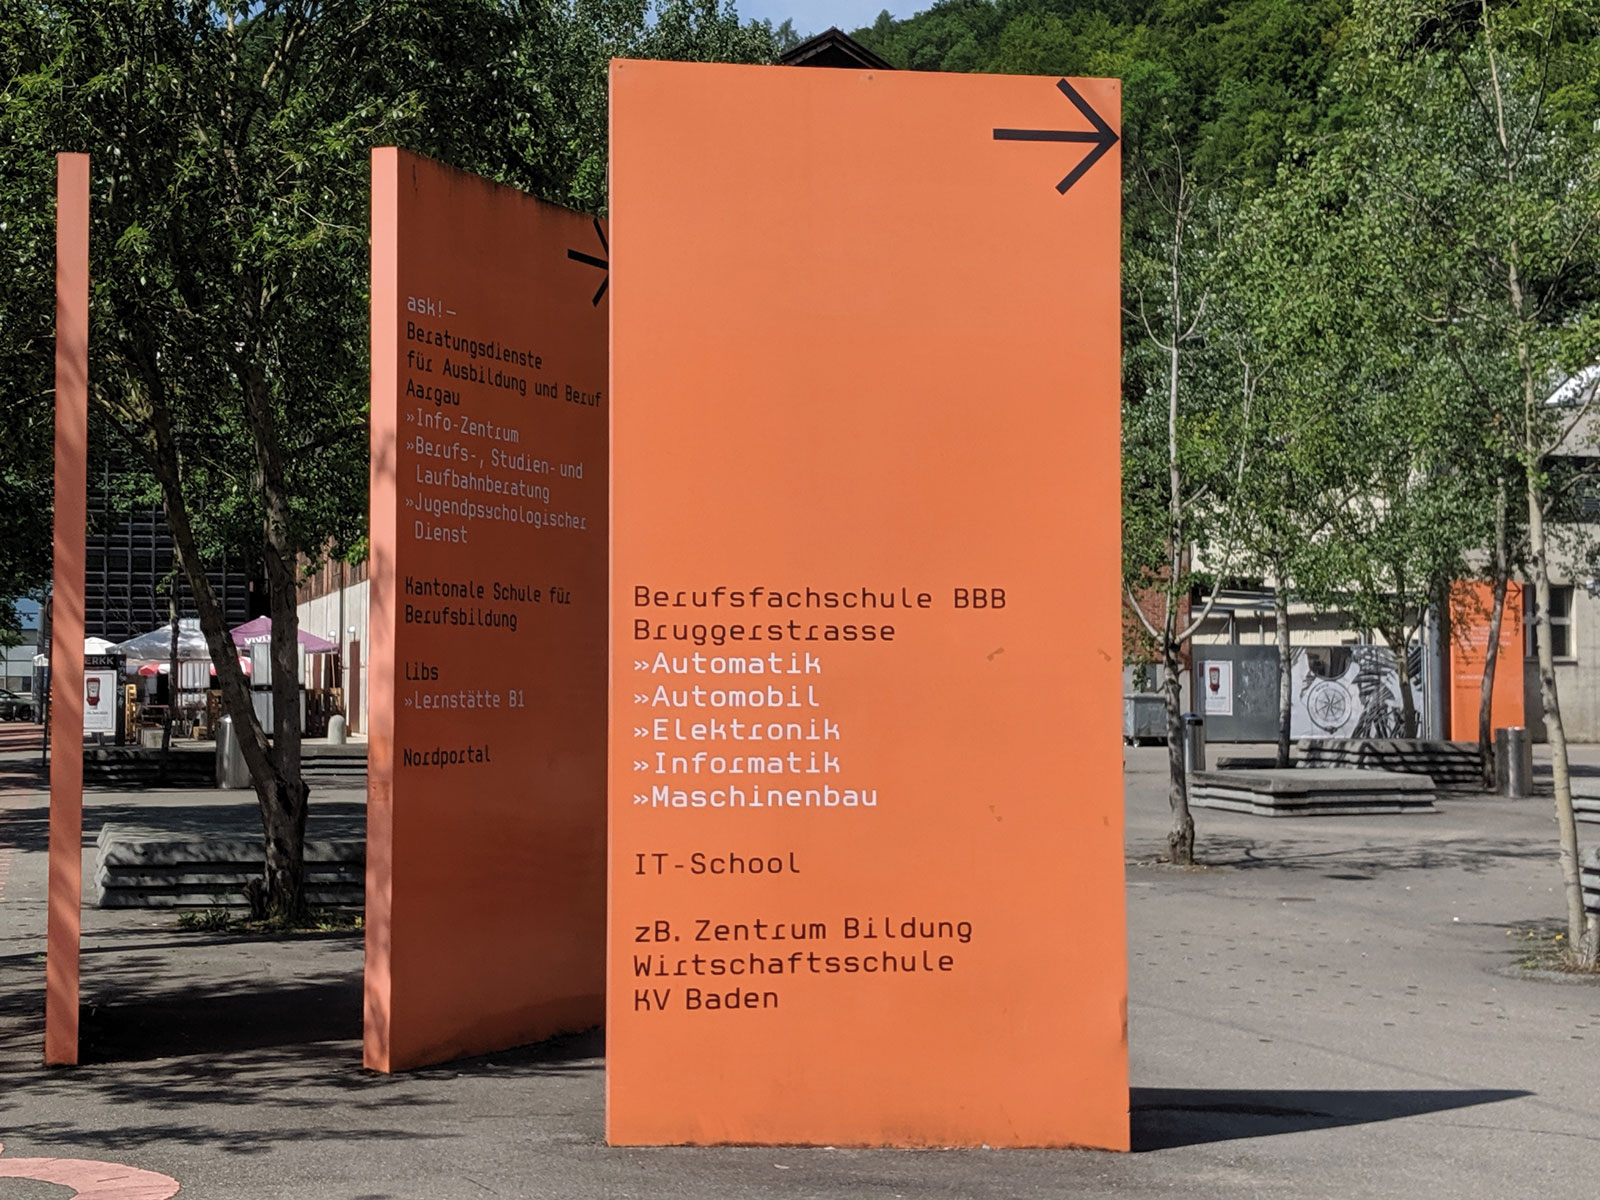 ask!–
Beratungsdienste
für Ausbildung und Beruf
Aargau
»Info-Zentrum
»Berufs-, Studien- und
Laufbahnberatung
»Jugendpsychologischer
Dienst
Kantonale Schule für
Berufsbildung
libs
»Lernstätte B1
Nordportal
Berufsfachschule BBB
Bruggerstrasse
»Automatik
»Automobil
»Elektronik
»Informatik
»Maschinenbau
IT-School
zB. Zentrum Bildung
Wirtschaftsschule
KV Baden